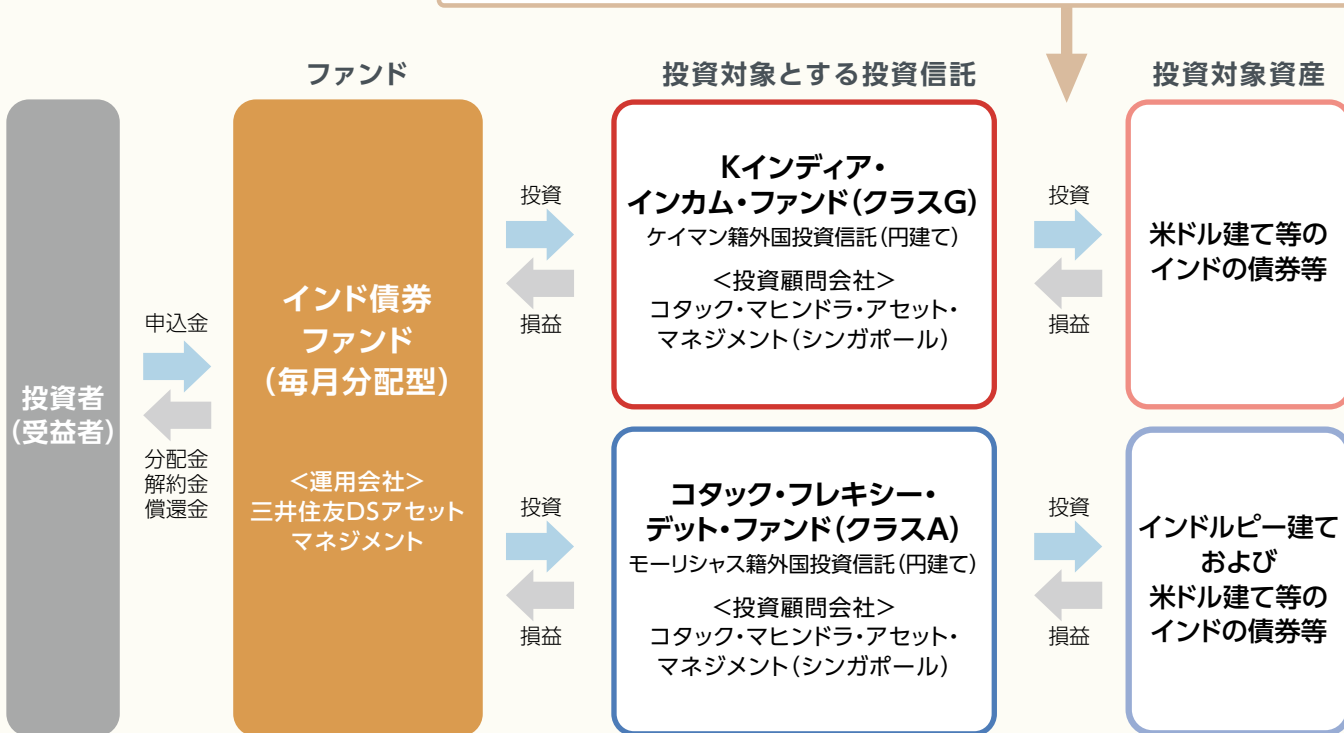 ファンド
投資対象とする投資信託
投資対象資産
投資者
(受益者)
申込金
分配金
解約金
償還金
インド債券
ファンド
(毎月分配型)
<運用会社>
三井住友DSアセット
マネジメント
投資
損益
Kインディア・
インカム・ファンド(クラスG)
ケイマン籍外国投資信託(円建て)
<投資顧問会社>
コタック・マヒンドラ・アセット・
マネジメント(シンガポール)
投資
損益
米ドル建て等の
インドの債券等
投資
損益
コタック・フレキシー・
デット・ファンド(クラスA)
モーリシャス籍外国投資信託(円建て)
<投資顧問会社>
コタック・マヒンドラ・アセット・
マネジメント(シンガポール)
投資
損益
インドルピー建て
および
米ドル建て等の
インドの債券等